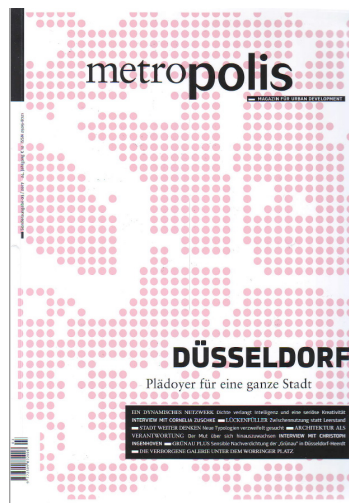 metropolis
MAGAZIN FÜR URBAN DEVELOPMENT
DÜSSELDORF
Plädoyer für eine ganze Stadt
EIN DYNAMISCHES NETZWERK Dichte verlangt Intelligenz und eine seriöse Kreativität
INTERVIEW MIT CORNELIA ZUSCHKE LÜCKENFÜLLER Zwischennutzung statt Leerstand
STADT WEITER DENKEN Neue Typologien verzweifelt gesucht ARCHITEKTUR ALS
VERANTWORTUNG Der Mut über sich hinauszuwachsen INTERVIEW MIT CHRISTOPH
INGENHOVEN GRÜNAU PLUS Sensible Nachverdichtung der „Grünau“ in Düsseldorf Hererdt
DIE VERBORGENE GALERIE UNTER DEM WORRINGER PLATZ